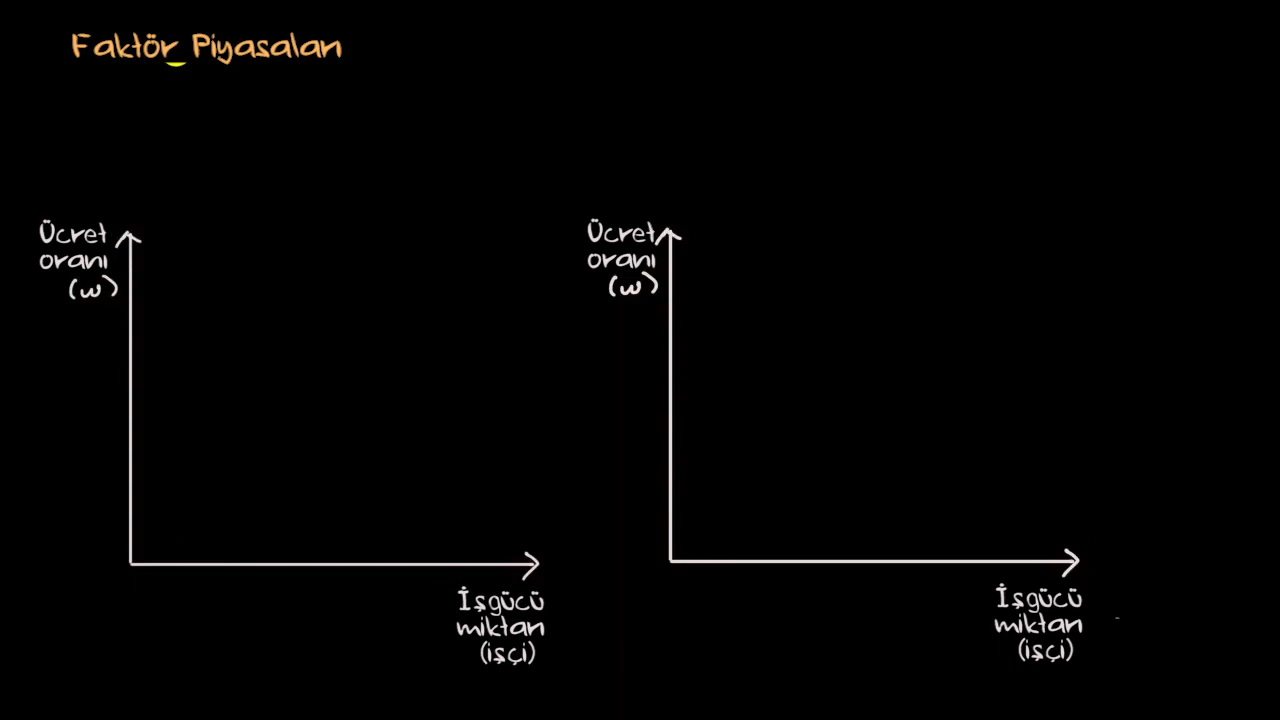 Faktör Piyasaları
Ücret
oranı
(w)
İşgücü
miktarı
(işçi)
Ücret
oranı
(w)
İşgücü
miktarı
(işçi)